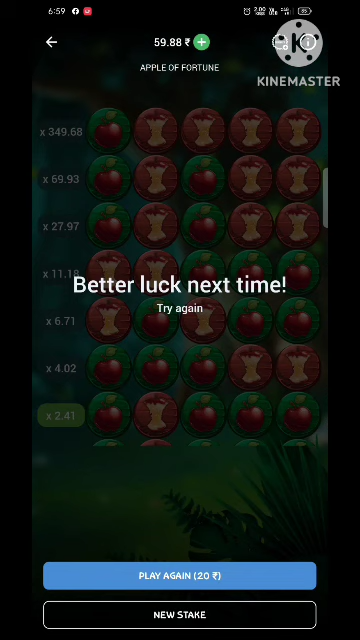 6:59
59.88 ₹
KINEMASTER
APPLE OF FORTUNE
x 349.68
x 69.93
x 27.97
x 11.18
Better luck next time!
Try again
x 6.71
x 4.02
x 2.41
PLAY AGAIN (20 ₹)
NEW STAKE